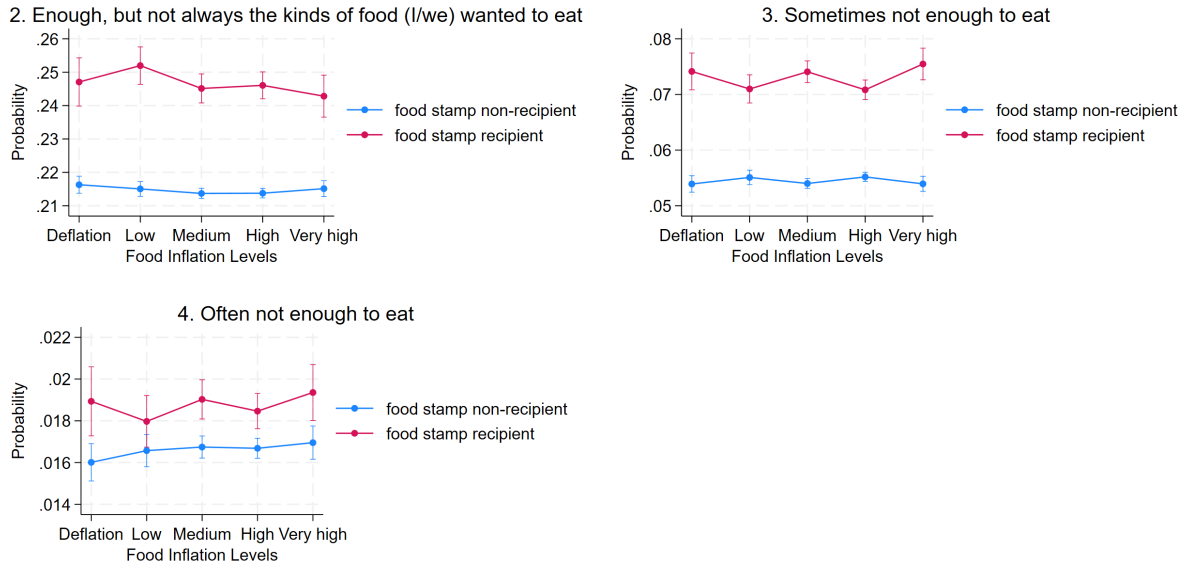 2. Enough, but not always the kinds of food (I/we) wanted to eat
.26
.25
.24
.23
.22
.21
Probability
Deflation Low Medium High Very high
Food Inflation Levels
food stamp non-recipient
food stamp recipient
3. Sometimes not enough to eat
.08
.07
.06
.05
Probability
Deflation Low Medium High Very high
Food Inflation Levels
food stamp non-recipient
food stamp recipient
4. Often not enough to eat
.022
.02
.018
.016
.014
Probability
Deflation Low Medium High Very high
Food Inflation Levels
food stamp non-recipient
food stamp recipient